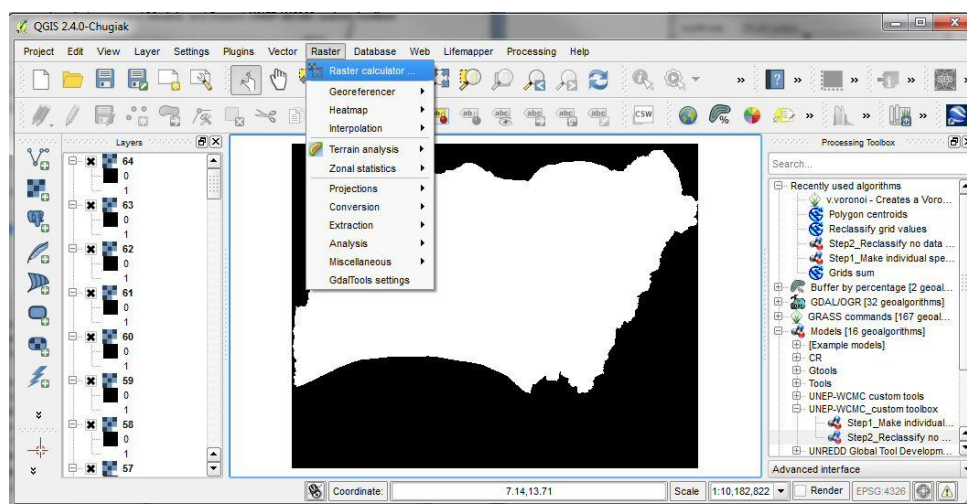 QGIS 2.4.0-Chugiak
Project Edit View Layer Settings Plugins Vector Raster Database Web Lifemapper Processing Help
Raster calculator ...
Georeferencer
Heatmap
Interpolation
Terrain analysis
Zonal statistics
Projections
Conversion
Extraction
Analysis
Miscellaneous
GdalTools settings
CSW
Layers
64
0
1
63
0
1
62
0
1
61
0
1
60
0
1
59
0
1
58
0
1
57
Processing Toolbox
Search...
Recently used algorithms
v.voronoi - Creates a Voro...
Polygon centroids
Reclassify grid values
Step2_Reclassify no data ...
Step1_Make individual spe...
Grids sum
Buffer by percentage [2 geoal...
GDAL/OGR [32 geoalgorithms]
GRASS commands [167 geoal...
Models [16 geoalgorithms]
[Example models]
CR
Gtools
Tools
UNEP-WCMC custom tools
UNEP-WCMC_custom toolbox
Step1_Make individual...
Step2_Reclassify no ...
UNREDD Global Tool Developm...
Advanced interface
Coordinate: 7.14,13.71 Scale 1:10,182,822 Render EPSG:4326